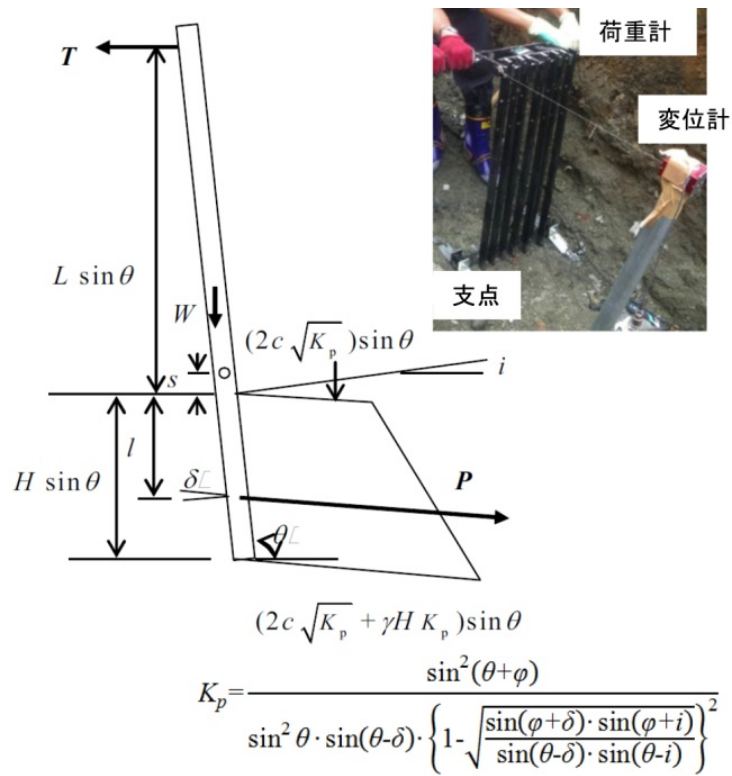 T
荷重計
変位計
支点
L sinθ
W
(2c√Kp)sinθ
s
i
l
δ
H sinθ
P
θ
(2c√Kp + γH Kp)sinθ
Kp= sin²(θ+φ) / sin²θ·sin(θ-δ)·{1-√(sin(φ+δ)·sin(φ+i) / sin(θ-δ)·sin(θ-i))}²